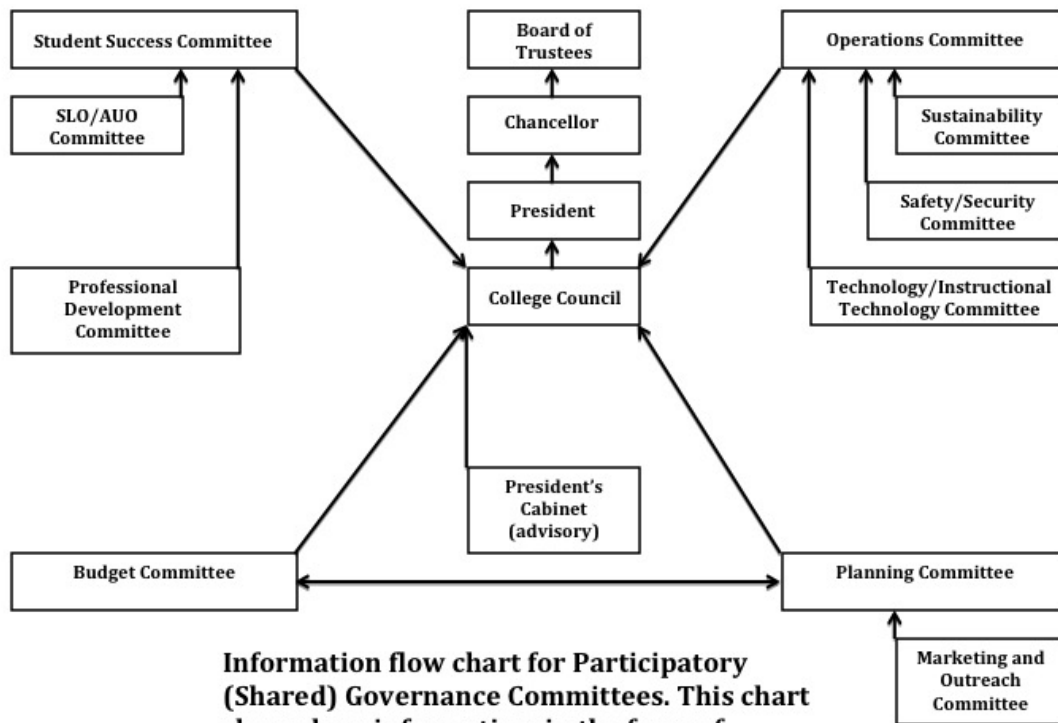 Student Success Committee
Board of
Trustees
Operations Committee
SLO/AUO
Committee
Chancellor
Sustainability
Committee
President
Safety/Security
Committee
Professional
Development
Committee
College Council
Technology/Instructional
Technology Committee
President's
Cabinet
(advisory)
Budget Committee
Planning Committee
Information flow chart for Participatory
(Shared) Governance Committees. This chart
Marketing and
Outreach
Committee